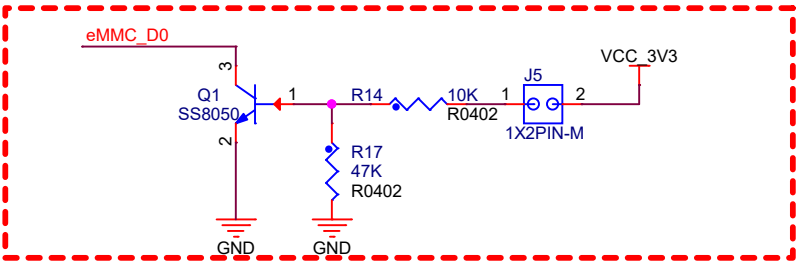 eMMC_D0
VCC_3V3
3
J5
Q1
1
R14
10K
1
2
SS8050
R0402
1X2PIN-M
2
R17
47K
R0402
GND
GND